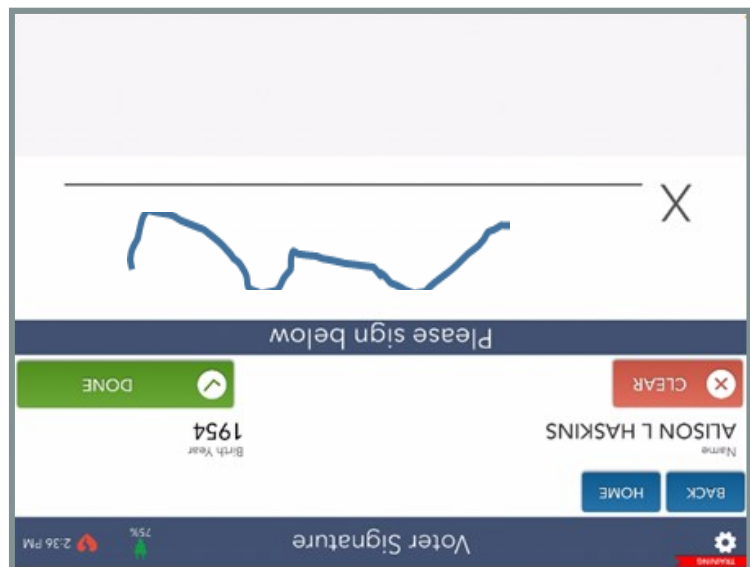 TRAINING
Voter Signature 75% 2:36 PM
BACK HOME
Name Birth Year
ALISON L HASKINS 1954
CLEAR DONE
Please sign below
X